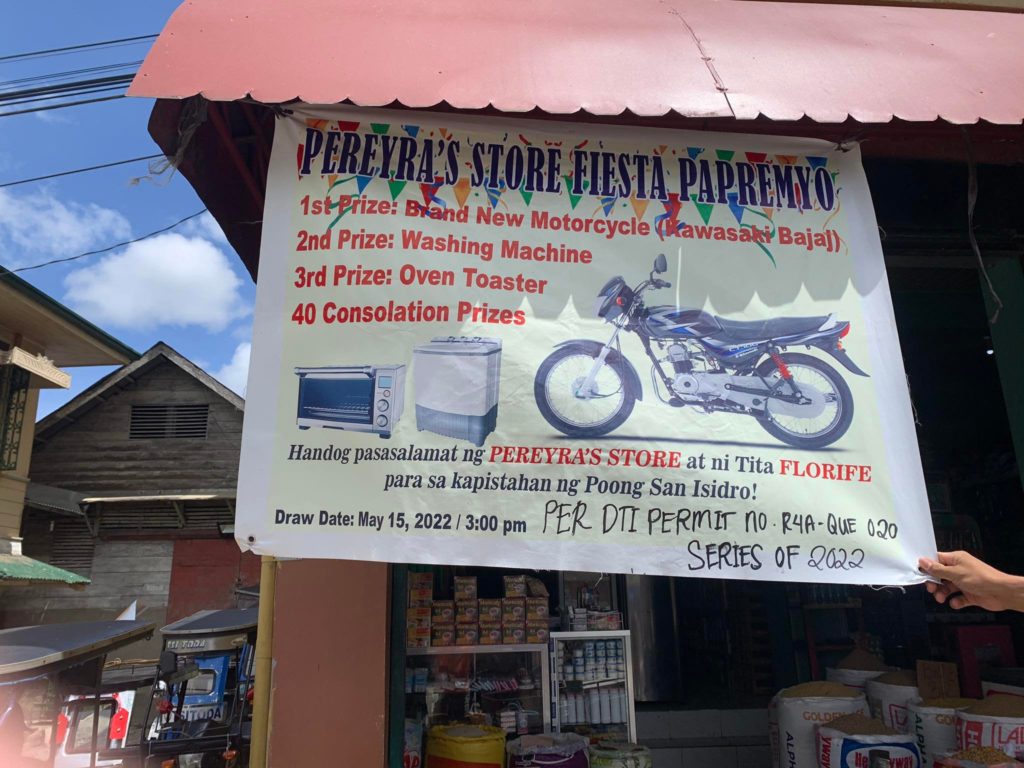 PEREYRA'S STORE FIESTA PAPREMYO
1st Prize: Brand New Motorcycle (Kawasaki Bajaj)
2nd Prize: Washing Machine
3rd Prize: Oven Toaster
40 Consolation Prizes
Handog pasasalamat ng PEREYRA'S STORE at ni Tita FLORIFE
para sa kapistahan ng Poong San Isidro!
Draw Date: May 15, 2022 / 3:00 pm PER DTI PERMIT NO. R4A-QUE 020
SERIES OF 2022